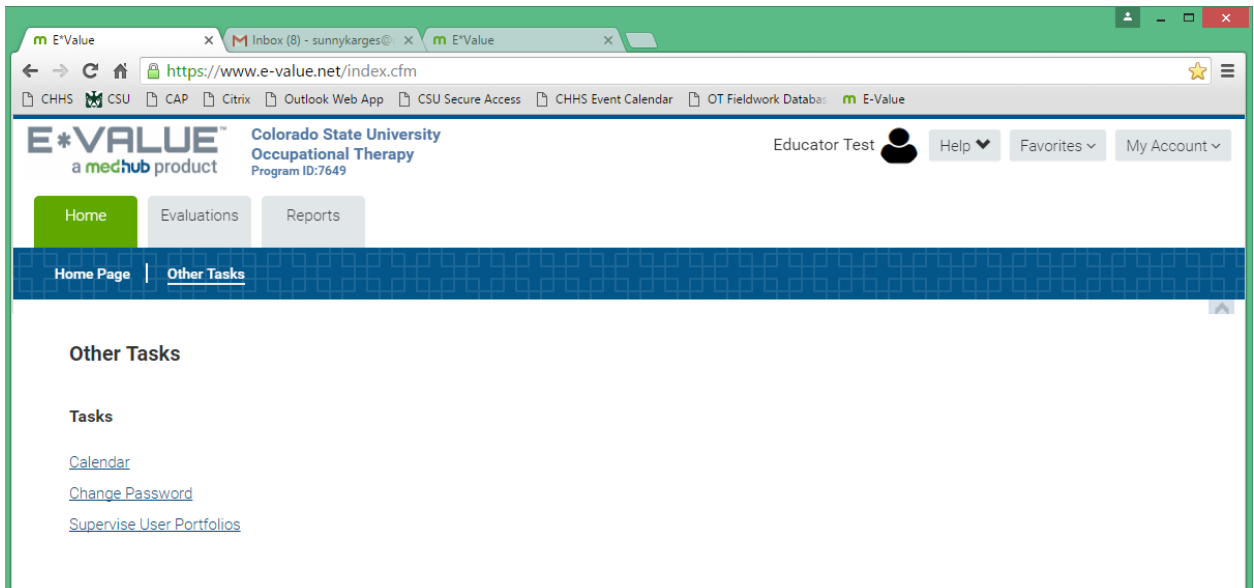 E*Value
Inbox (8) - sunnykarges@
E*Value
https://www.e-value.net/index.cfm
CHHS CSU CAP Citrix Outlook Web App CSU Secure Access CHHS Event Calendar OT Fieldwork Databas E-Value
E*VALUE™
a medhub product
Colorado State University
Occupational Therapy
Program ID:7649
Educator Test Help Favorites My Account
Home Evaluations Reports
Home Page | Other Tasks
Other Tasks
Tasks
Calendar
Change Password
Supervise User Portfolios